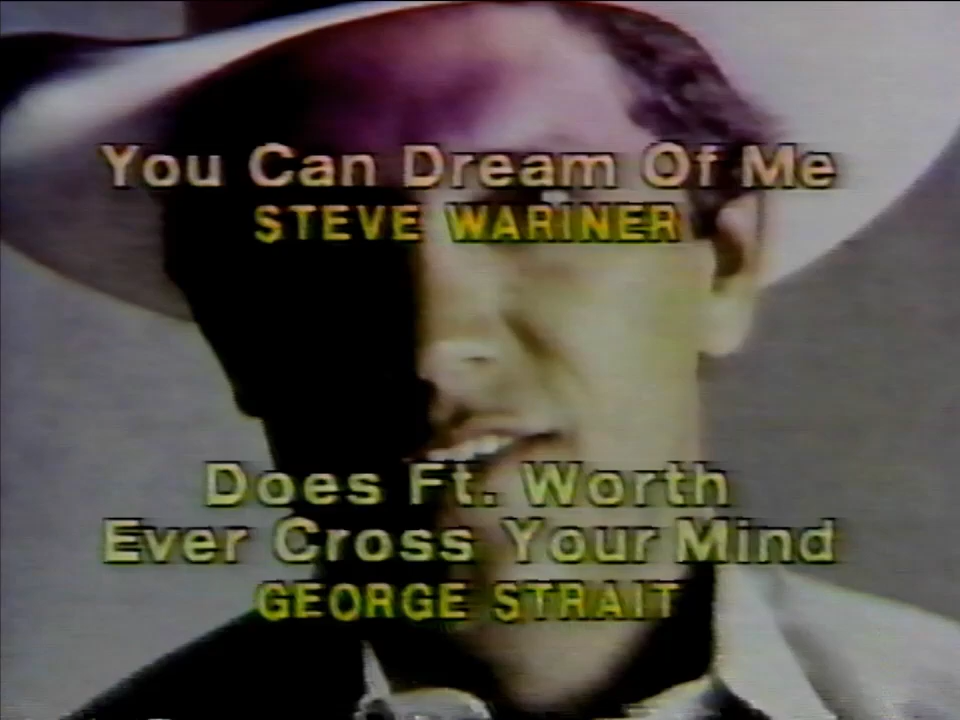 You Can Dream Of Me
STEVE WARINER
Does Ft. Worth
Ever Cross Your Mind
GEORGE STRAIT